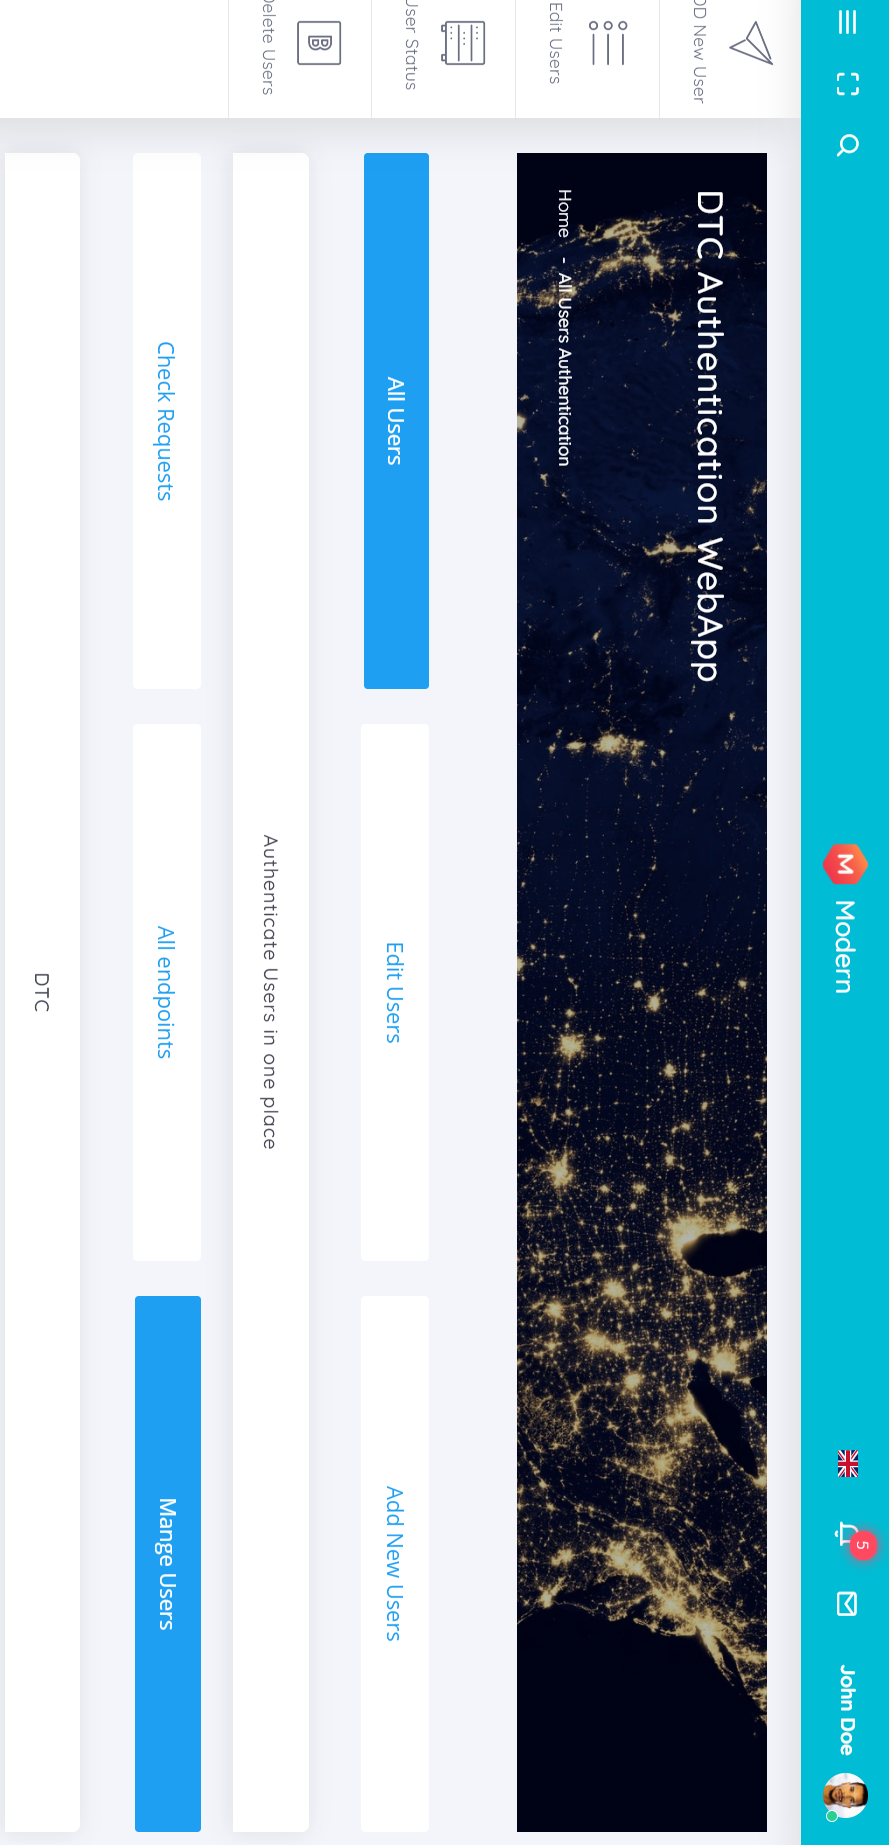 Modern
5
John Doe
DD New User
Edit Users
User Status
Delete Users
DTC Authentication WebApp
Home - All Users Authentication
All Users
Edit Users
Add New Users
Authenticate Users in one place
Check Requests
All endpoints
Mange Users
DTC